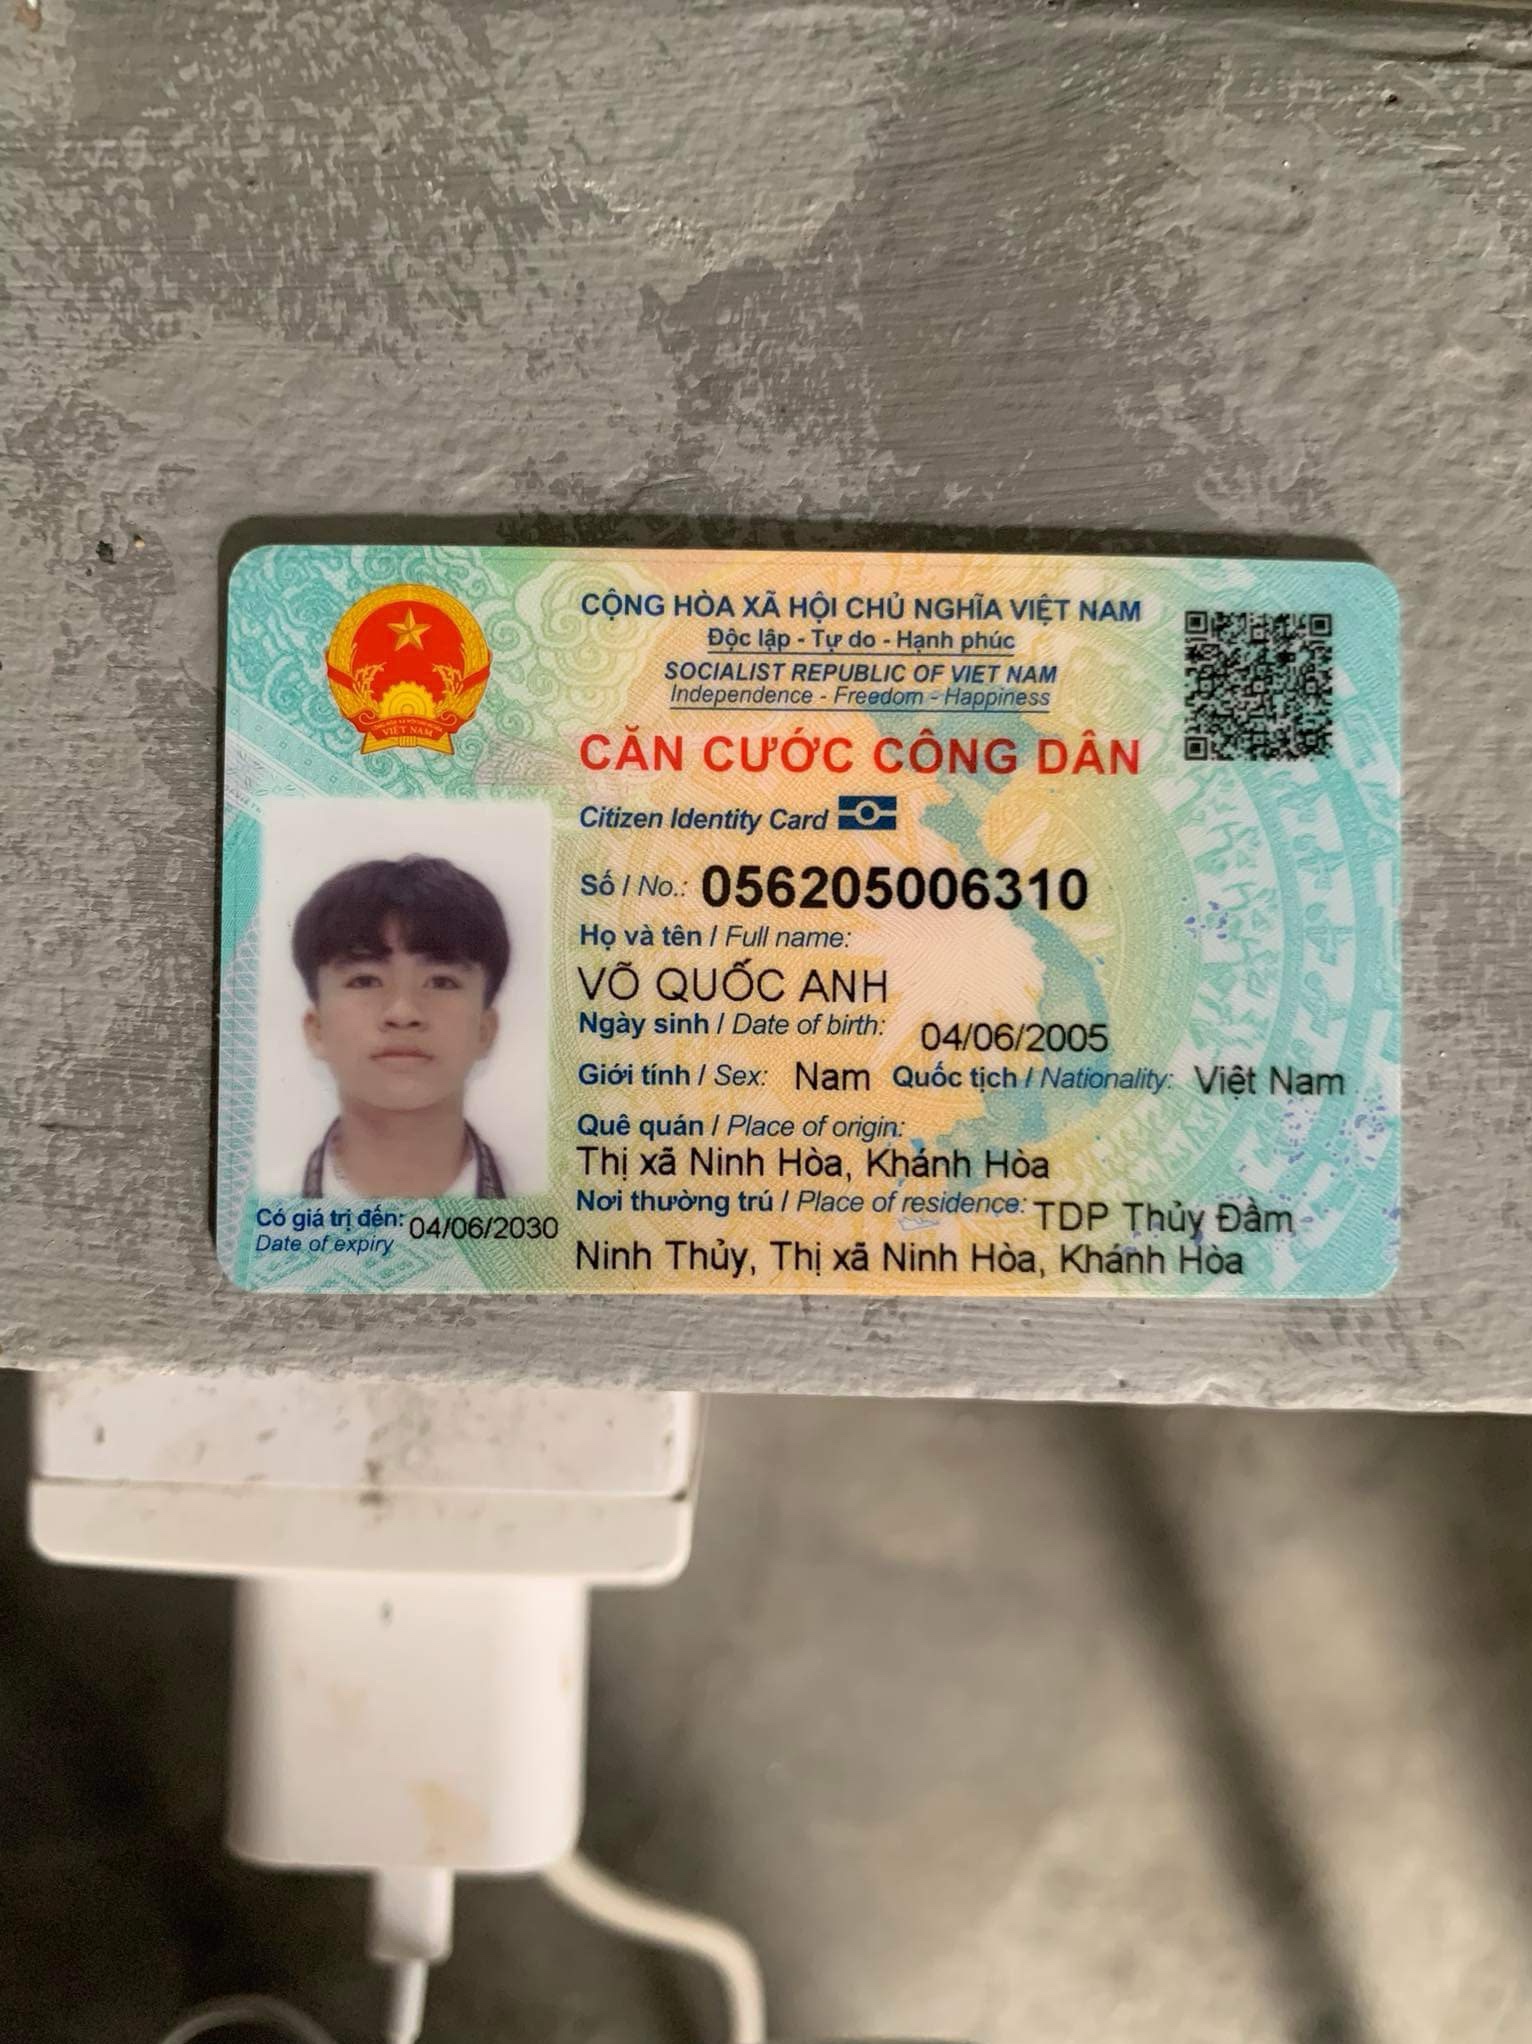 CỘNG HÒA XÃ HỘI CHỦ NGHĨA VIỆT NAM
Độc lập - Tự do - Hạnh phúc
SOCIALIST REPUBLIC OF VIET NAM
Independence - Freedom - Happiness
CĂN CƯỚC CÔNG DÂN
Citizen Identity Card
VIỆT NAM
Số / No.: 056205006310
Họ và tên / Full name:
VÕ QUỐC ANH
Ngày sinh / Date of birth: 04/06/2005
Giới tính / Sex: Nam Quốc tịch / Nationality: Việt Nam
Quê quán / Place of origin:
Thị xã Ninh Hòa, Khánh Hòa
Nơi thường trú / Place of residence: TDP Thủy Đầm
Ninh Thủy, Thị xã Ninh Hòa, Khánh Hòa
Có giá trị đến: 04/06/2030
Date of expiry